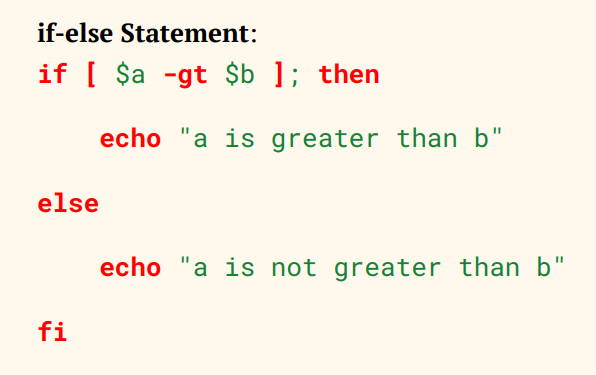 if-else Statement:
if [ $a -gt $b ]; then
echo "a is greater than b"
else
echo "a is not greater than b"
fi